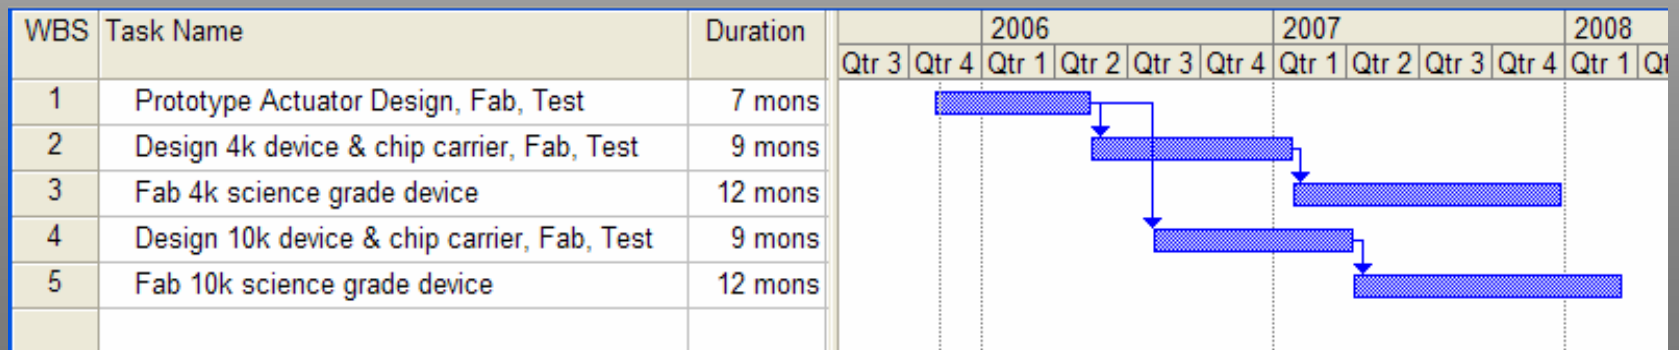 WBS Task Name Duration 2006 2007 2008
Qtr 3 Qtr 4 Qtr 1 Qtr 2 Qtr 3 Qtr 4 Qtr 1 Qtr 2 Qtr 3 Qtr 4 Qtr 1
1 Prototype Actuator Design, Fab, Test 7 mons
2 Design 4k device & chip carrier, Fab, Test 9 mons
3 Fab 4k science grade device 12 mons
4 Design 10k device & chip carrier, Fab, Test 9 mons
5 Fab 10k science grade device 12 mons